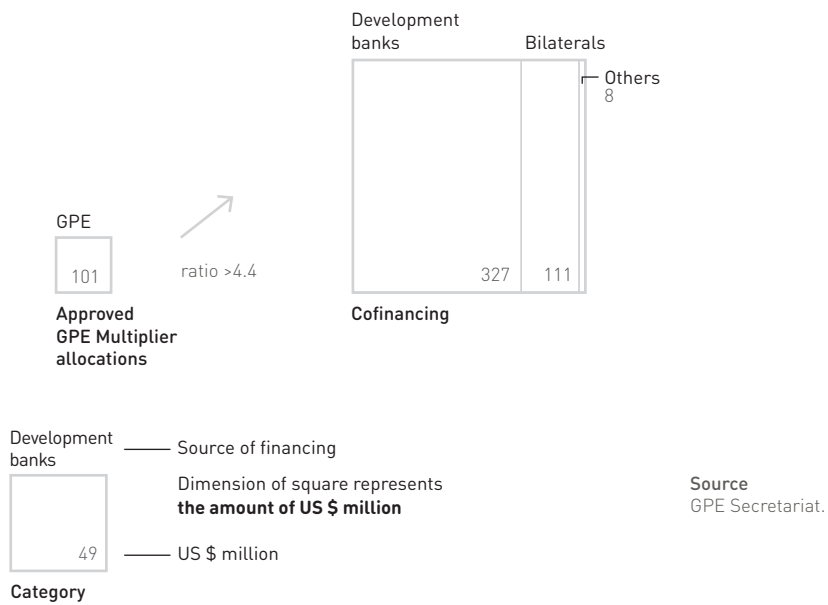 Development
banks
Bilaterals
Others
8
GPE
101
ratio >4.4
327
111
Approved
GPE Multiplier
allocations
Cofinancing
Development
banks
Source of financing
Dimension of square represents
the amount of US $ million
49
US $ million
Category
Source
GPE Secretariat.